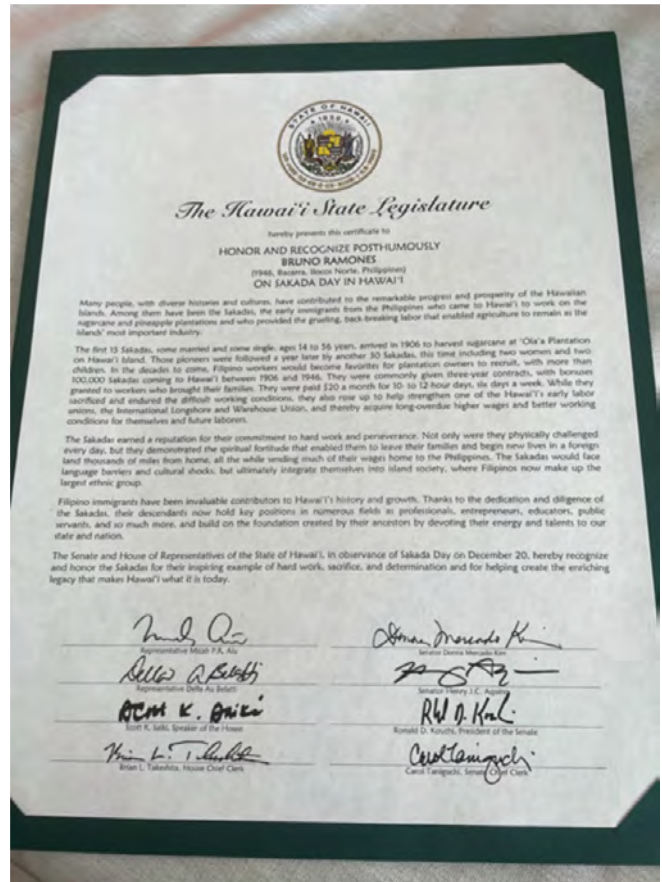 STATE OF HAWAII
1959
The Hawai'i State Legislature
hereby presents this certificate to
HONOR AND RECOGNIZE POSTHUMOUSLY
BRUNO RAMONES
(1946, Bacarra, Ilocos Norte, Philippines)
ON SAKADA DAY IN HAWAI'I
Many people, with diverse histories and cultures, have contributed to the remarkable progress and prosperity of the Hawaiian
Islands. Among them have been the Sakadas, the early immigrants from the Philippines who came to Hawai'i to work on the
sugarcane and pineapple plantations and who provided the grueling, back-breaking labor that enabled agriculture to remain as the
islands' most important industry.
The first 15 Sakadas, some married and some single, ages 14 to 56 years, arrived in 1906 to harvest sugarcane at 'Ola'a Plantation
on Hawai'i Island. Those pioneers were followed a year later by another 30 Sakadas, this time including two women and two
children. In the decades to come, Filipino workers would become favorites for plantation owners to recruit, with more than
100,000 Sakadas coming to Hawai'i between 1906 and 1946. They were commonly given three-year contracts, with bonuses
granted to workers who brought their families. They were paid $20 a month for 10- to 12-hour days, six days a week. While they
sacrificed and endured the difficult working conditions, they also rose up to help strengthen one of the Hawai'i's early labor
unions, the International Longshore and Warehouse Union, and thereby acquire long-overdue higher wages and better working
conditions for themselves and future laborers.
The Sakadas earned a reputation for their commitment to hard work and perseverance. Not only were they physically challenged
every day, but they demonstrated the spiritual fortitude that enabled them to leave their families and begin new lives in a foreign
land thousands of miles from home, all the while sending much of their wages home to the Philippines. The Sakadas would face
language barriers and cultural shocks, but ultimately integrate themselves into island society, where Filipinos now make up the
largest ethnic group.
Filipino immigrants have been invaluable contributors to Hawai'i's history and growth. Thanks to the dedication and diligence of
the Sakadas, their descendants now hold key positions in numerous fields as professionals, entrepreneurs, educators, public
servants, and so much more, and build on the foundation created by their ancestors by devoting their energy and talents to our
state and nation.
The Senate and House of Representatives of the State of Hawai'i, in observance of Sakada Day on December 20, hereby recognize
and honor the Sakadas for their inspiring example of hard work, sacrifice, and determination and for helping create the enriching
legacy that makes Hawai'i what it is today.
Representative Micah P.K. Aiu
Senator Donna Mercado Kim
Representative Della Au Belatti
Senator Henry J.C. Aquino
Scott K. Saiki, Speaker of the House
Ronald D. Kouchi, President of the Senate
Brian L. Takeshita, House Chief Clerk
Carol Taniguchi, Senate Chief Clerk